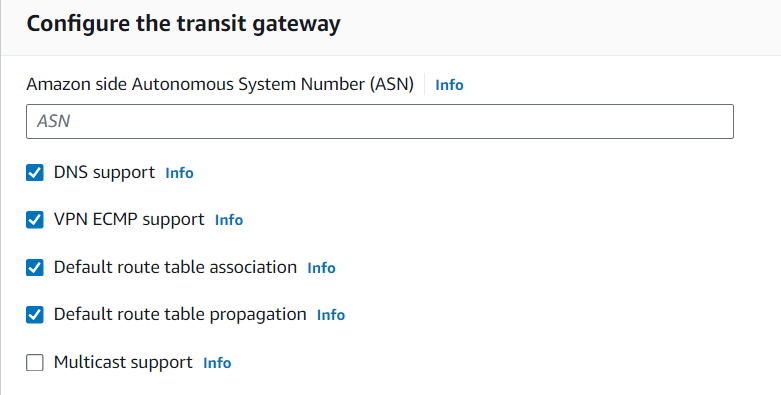 Configure the transit gateway
Amazon side Autonomous System Number (ASN) Info
ASN
DNS support Info
VPN ECMP support Info
Default route table association Info
Default route table propagation Info
Multicast support Info